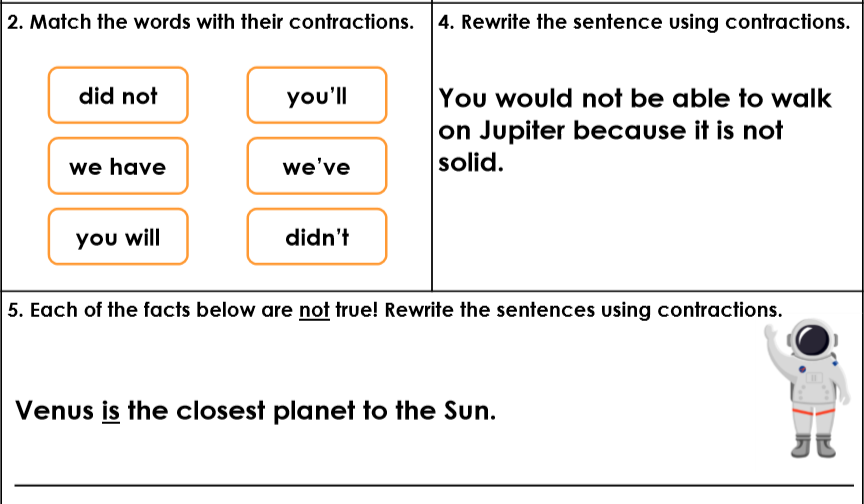 2. Match the words with their contractions.
did not
you'll
we have
we've
you will
didn't
4. Rewrite the sentence using contractions.
You would not be able to walk
on Jupiter because it is not
solid.
5. Each of the facts below are not true! Rewrite the sentences using contractions.
Venus is the closest planet to the Sun.